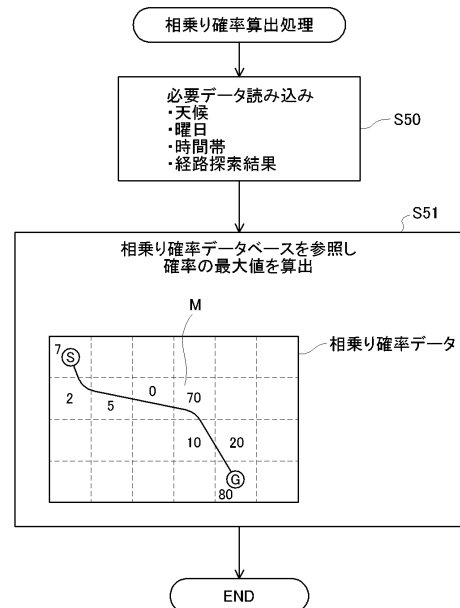 相乗り確率算出処理
必要データ読み込み
・天候
・曜日
・時間帯
・経路探索結果
S50
S51
相乗り確率データベースを参照し
確率の最大値を算出
M
相乗り確率データ
7 S
2 5 0 70
10 20
G
80
END